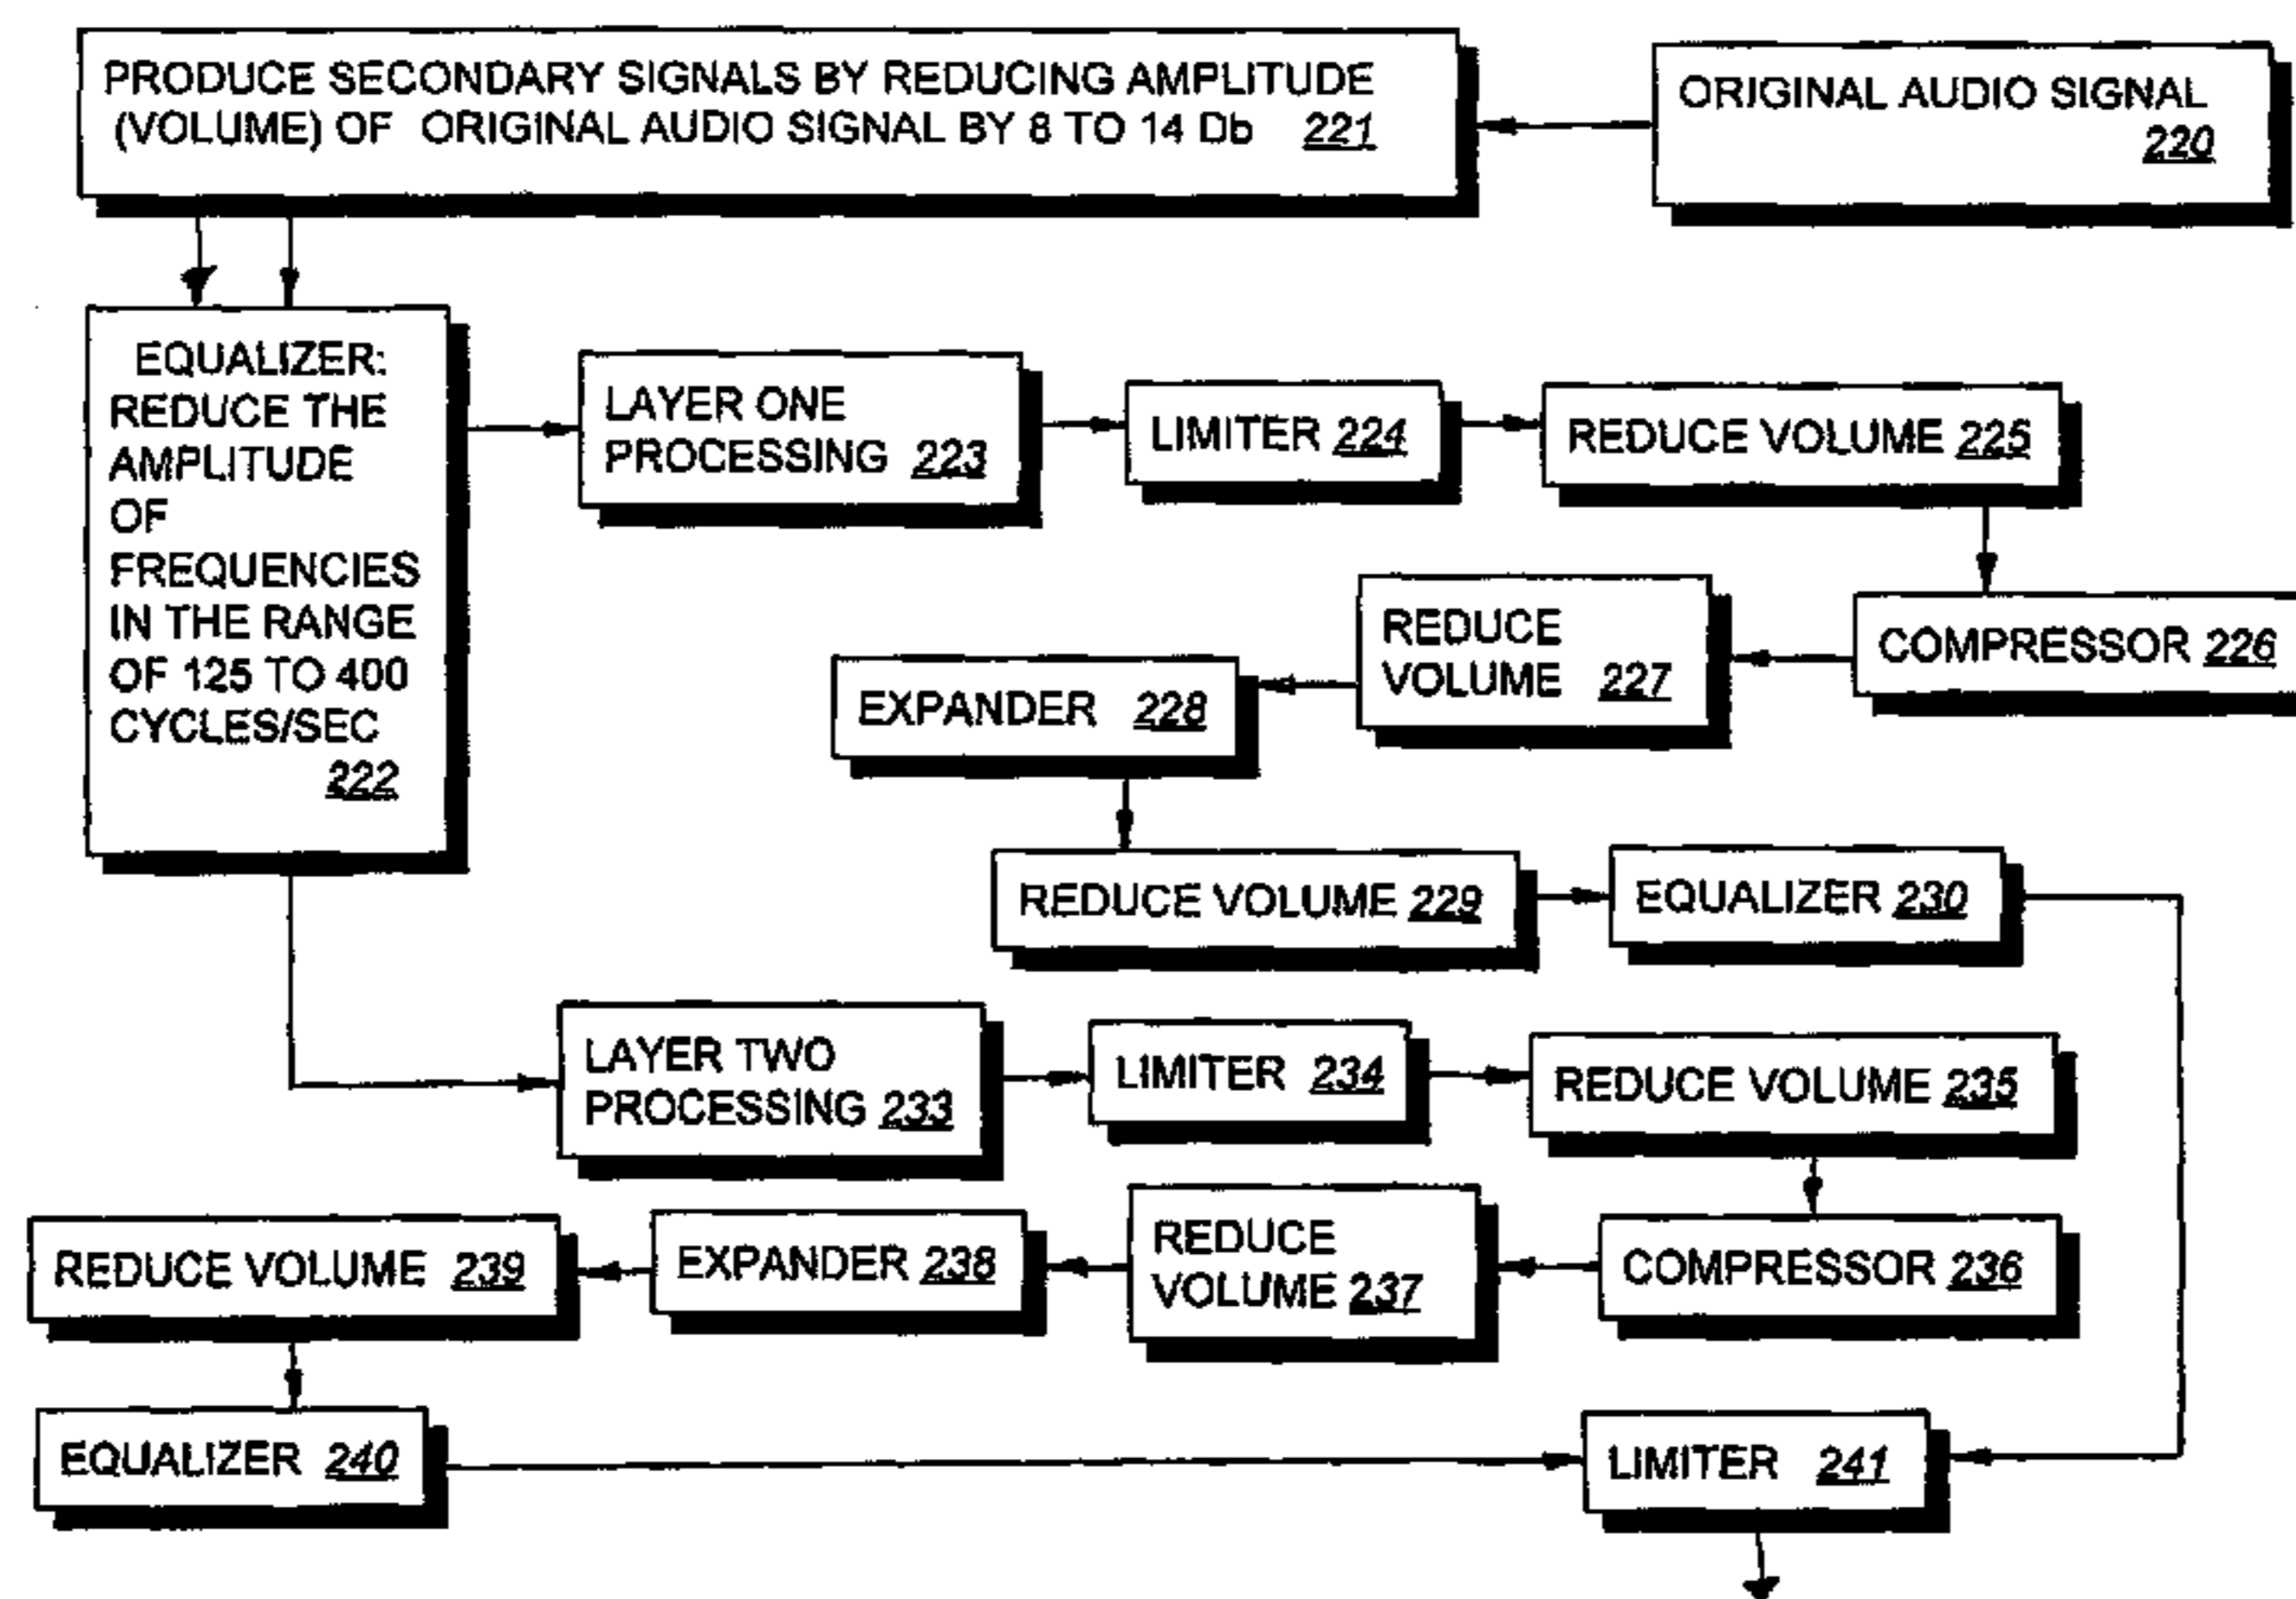 PRODUCE SECONDARY SIGNALS BY REDUCING AMPLITUDE
(VOLUME) OF ORIGINAL AUDIO SIGNAL BY 8 TO 14 Db 221
ORIGINAL AUDIO SIGNAL
220
EQUALIZER:
REDUCE THE
AMPLITUDE
OF
FREQUENCIES
IN THE RANGE
OF 125 TO 400
CYCLES/SEC
222
LAYER ONE
PROCESSING 223
LIMITER 224
REDUCE VOLUME 225
COMPRESSOR 226
REDUCE
VOLUME 227
EXPANDER 228
REDUCE VOLUME 229
EQUALIZER 230
LAYER TWO
PROCESSING 233
LIMITER 234
REDUCE VOLUME 235
COMPRESSOR 236
REDUCE
VOLUME 237
EXPANDER 238
REDUCE VOLUME 239
EQUALIZER 240
LIMITER 241